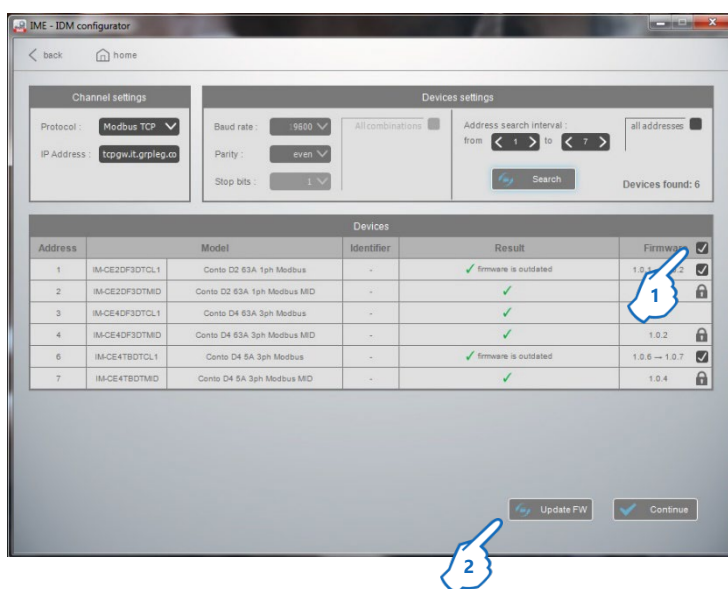 IME - IDM configurator
back home
Channel settings
Protocol : Modbus TCP
IP Address : tcpgw.it.grpleg.co
Devices settings
Baud rate : :9600 All combinations
Parity : even
Stop bits : 1
Address search interval :
from 1 to 7
all addresses
Search
Devices found: 6
Devices
Address Model Identifier Result Firmware
1 IM-CE2DF3DTCL1 Conto D2 63A 1ph Modbus - firmware is outdated
2 IM-CE2DF3DTMID Conto D2 63A 1ph Modbus MID -
3 IM-CE4DF3DTCL1 Conto D4 63A 3ph Modbus -
4 IM-CE4DF3DTMID Conto D4 63A 3ph Modbus MID - 1.0.2
6 IM-CE4TBDTCL1 Conto D4 5A 3ph Modbus - firmware is outdated 1.0.6 → 1.0.7
7 IM-CE4TBDTMID Conto D4 5A 3ph Modbus MID - 1.0.4
1
Update FW Continue
2